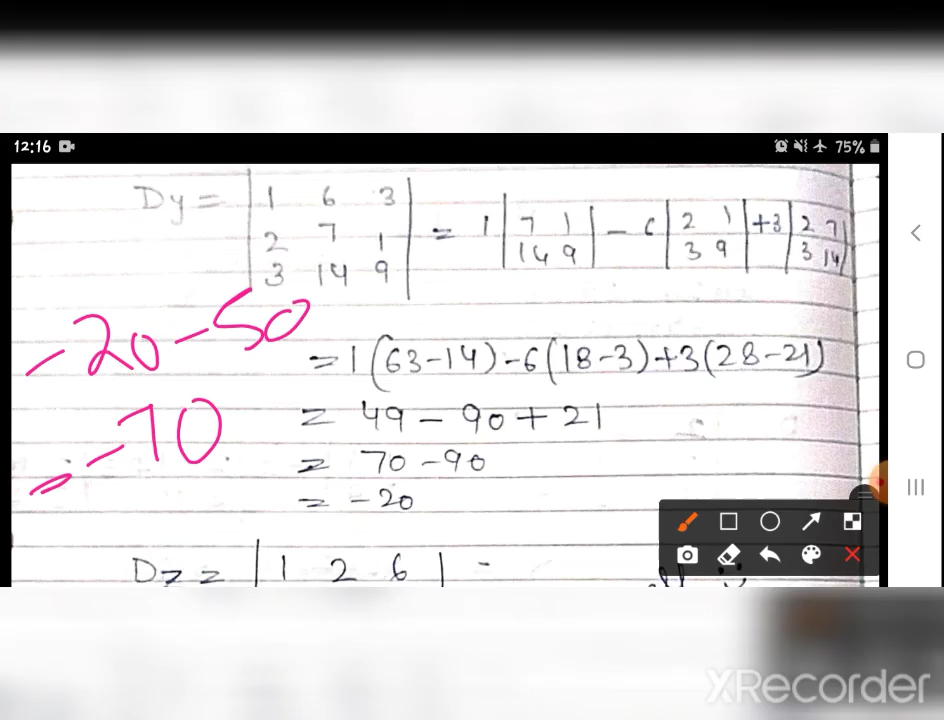 12:16 75%
Dy = | 1 6 3 | = 1 | 7 1 | - 6 | 2 1 | +3 | 2 7 |
| 2 7 1 | | 14 9 | | 3 9 | | 3 14 |
| 3 14 9 |
-20-50
= 1 (63-14) -6 (18-3) +3 (28-21)
= -70
= 49 - 90 + 21
= 70 - 90
= -20
Dz = | 1 2 6 | =
XRecorder